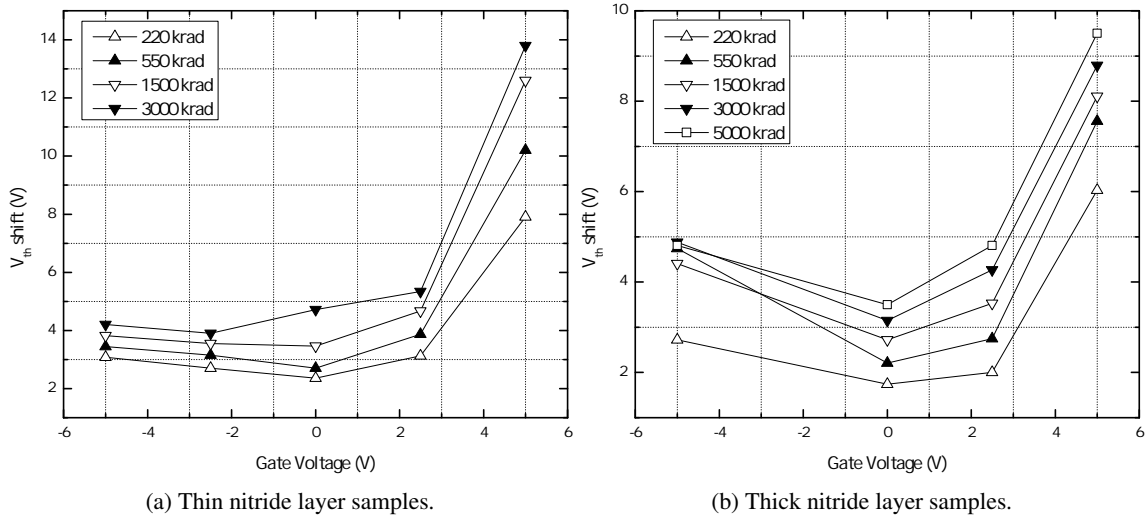 220 krad
550 krad
1500 krad
3000 krad
14
12
10
8
6
4
2
V_th shift (V)
-6 -4 -2 0 2 4 6
Gate Voltage (V)
(a) Thin nitride layer samples.
220 krad
550 krad
1500 krad
3000 krad
5000 krad
10
8
6
4
2
V_th shift (V)
-6 -4 -2 0 2 4 6
Gate Voltage (V)
(b) Thick nitride layer samples.